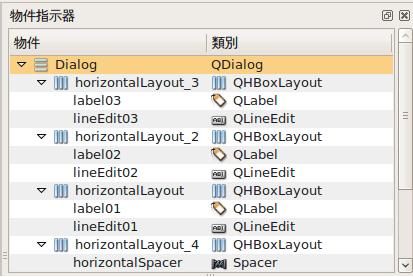 物件指示器
物件 類別
Dialog QDialog
horizontalLayout_3 QHBoxLayout
label03 QLabel
lineEdit03 QLineEdit
horizontalLayout_2 QHBoxLayout
label02 QLabel
lineEdit02 QLineEdit
horizontalLayout QHBoxLayout
label01 QLabel
lineEdit01 QLineEdit
horizontalLayout_4 QHBoxLayout
horizontalSpacer Spacer